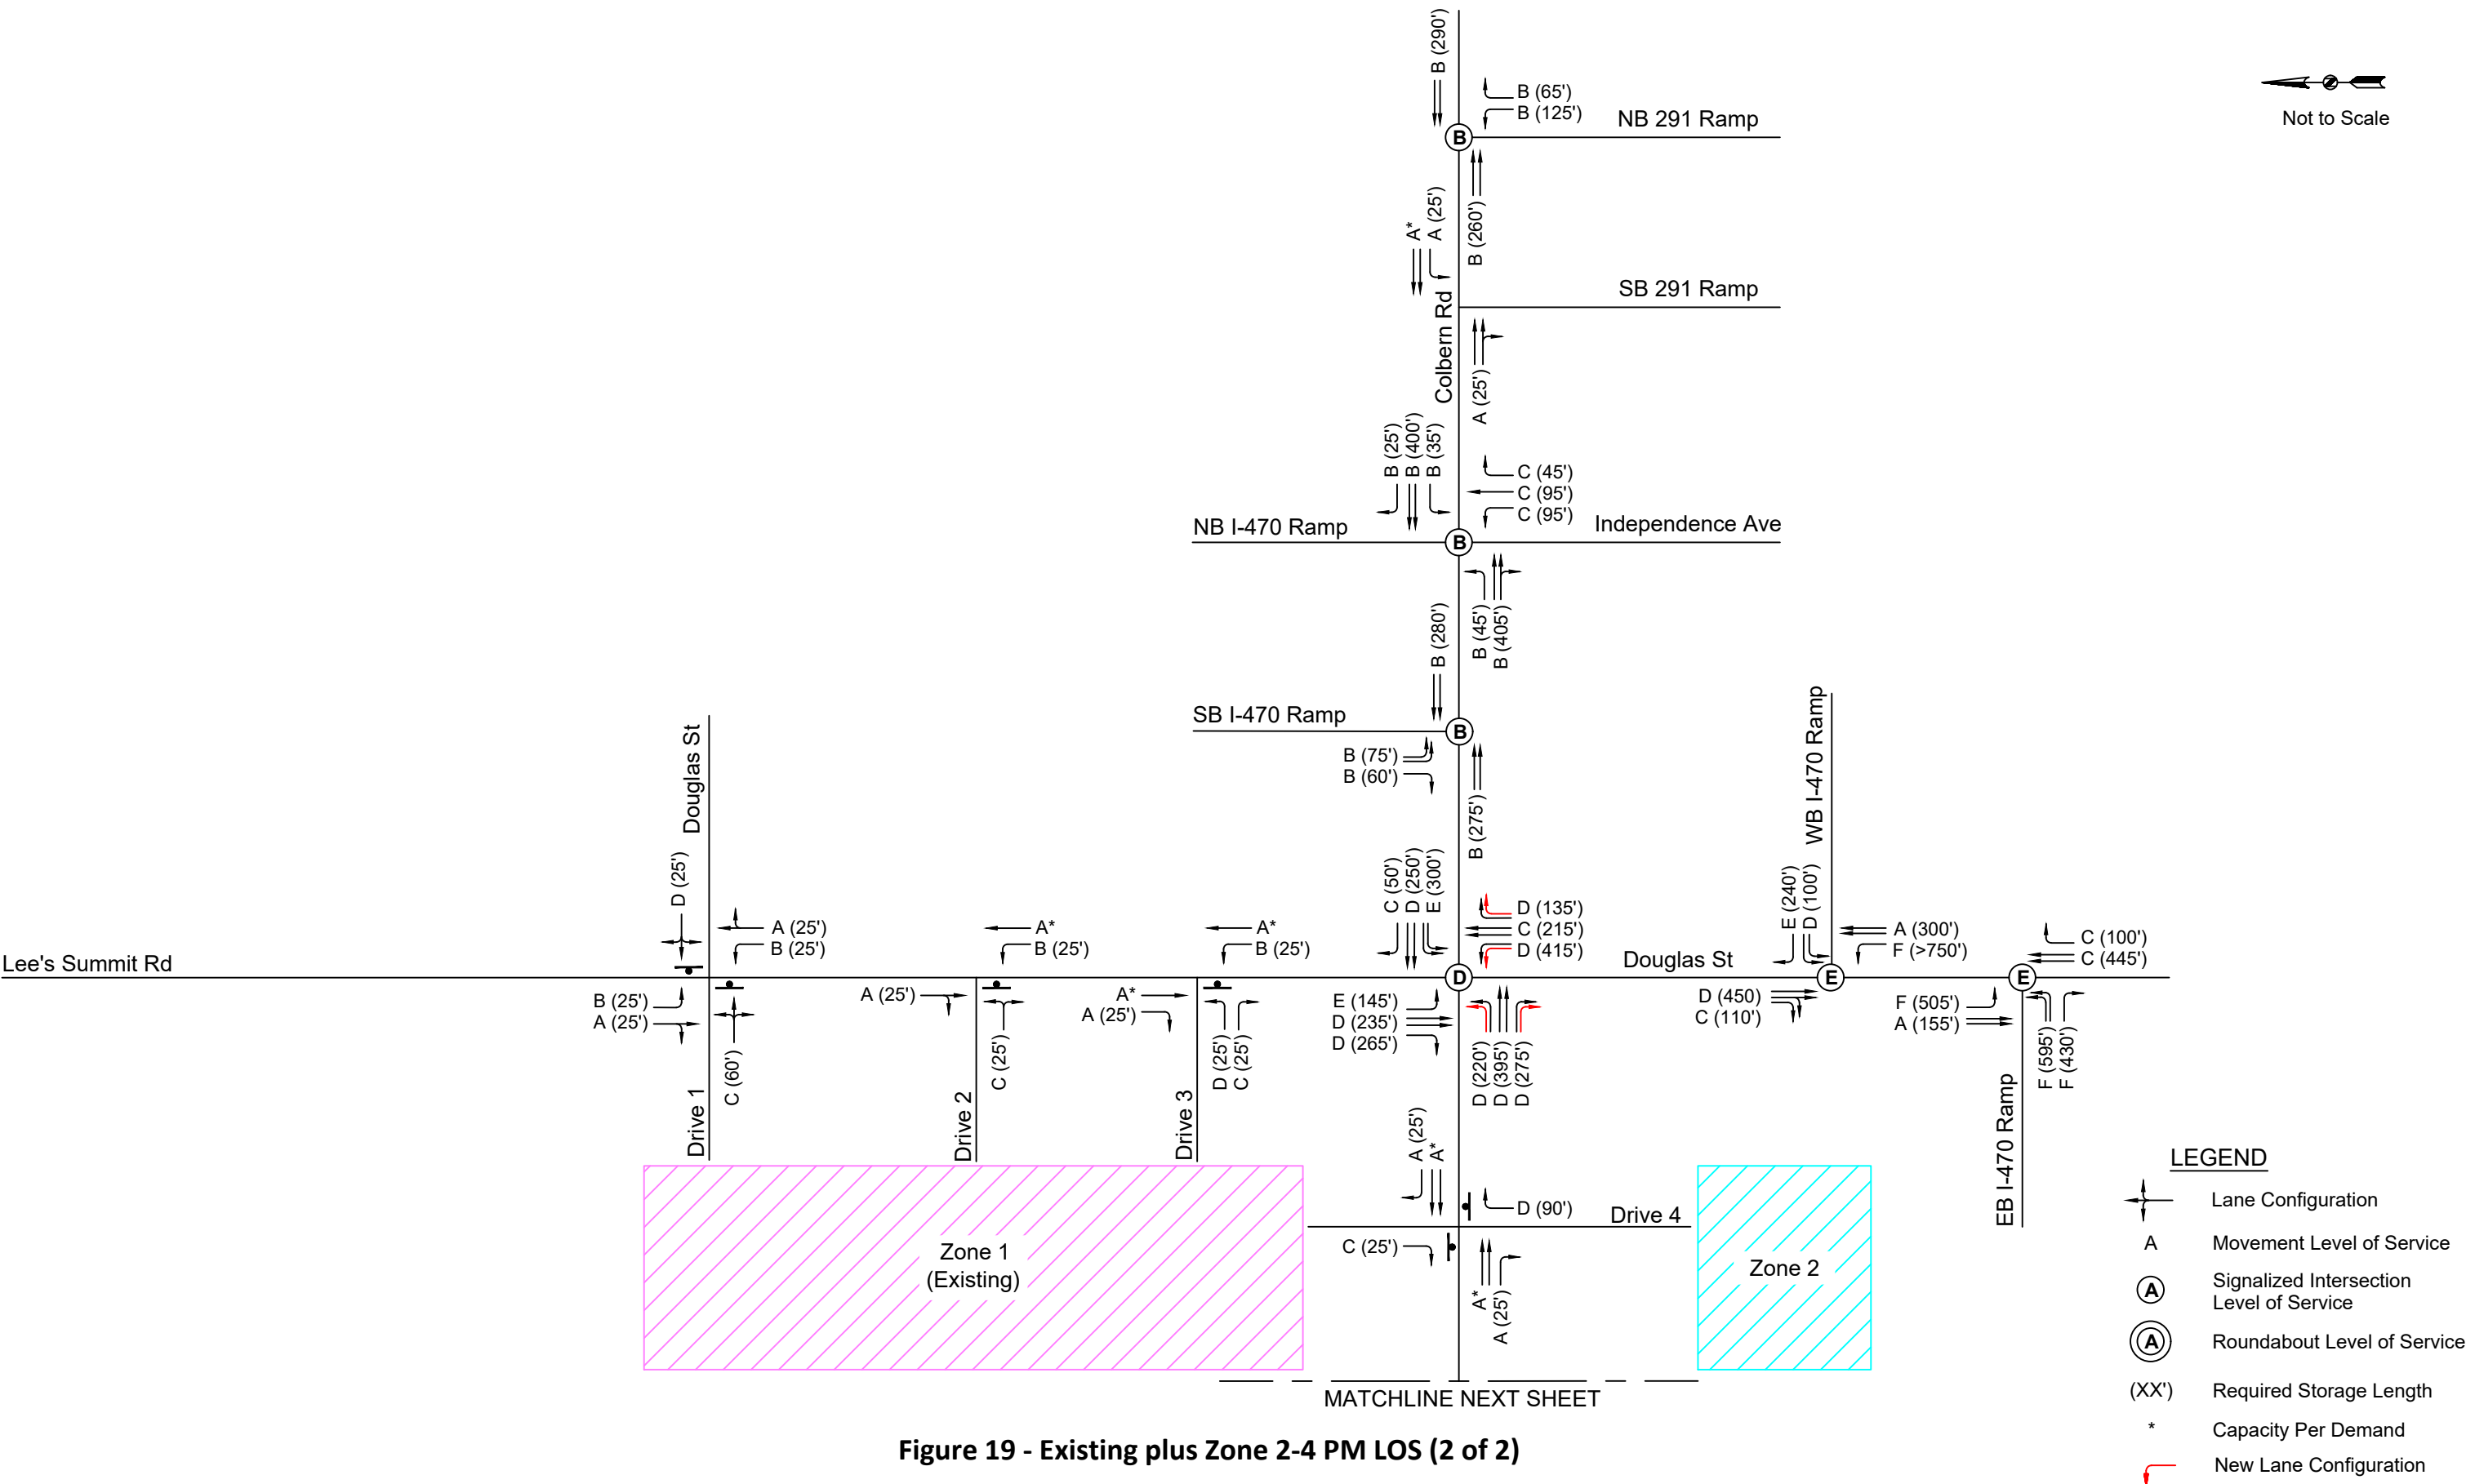 B (290')
B (65')
B (125')
NB 291 Ramp
Not to Scale
B
A*
A (25')
B (260')
SB 291 Ramp
Colbern Rd
A (25')
B (25')
B (400')
B (35')
C (45')
C (95')
C (95')
NB I-470 Ramp
Independence Ave
B
B (280')
B (45')
B (405')
SB I-470 Ramp
B
B (75')
B (60')
B (275')
WB I-470 Ramp
Douglas St
D (25')
A (25')
B (25')
A*
B (25')
A*
B (25')
C (50')
D (250')
E (300')
D (135')
C (215')
D (415')
E (240')
D (100')
A (300')
F (>750')
C (100')
C (445')
Lee's Summit Rd
Douglas St
D
E
E
B (25')
A (25')
A (25')
A*
A (25')
E (145')
D (235')
D (265')
D (450)
C (110')
F (505')
A (155')
C (60')
C (25')
D (25')
C (25')
D (220')
D (395')
D (275')
F (595')
F (430')
Drive 1
Drive 2
Drive 3
EB I-470 Ramp
A (25')
A*
D (90')
Drive 4
C (25')
A*
A (25')
Zone 1
(Existing)
Zone 2
MATCHLINE NEXT SHEET
LEGEND
Lane Configuration
A Movement Level of Service
A Signalized Intersection
Level of Service
A Roundabout Level of Service
(XX') Required Storage Length
* Capacity Per Demand
New Lane Configuration
Figure 19 - Existing plus Zone 2-4 PM LOS (2 of 2)